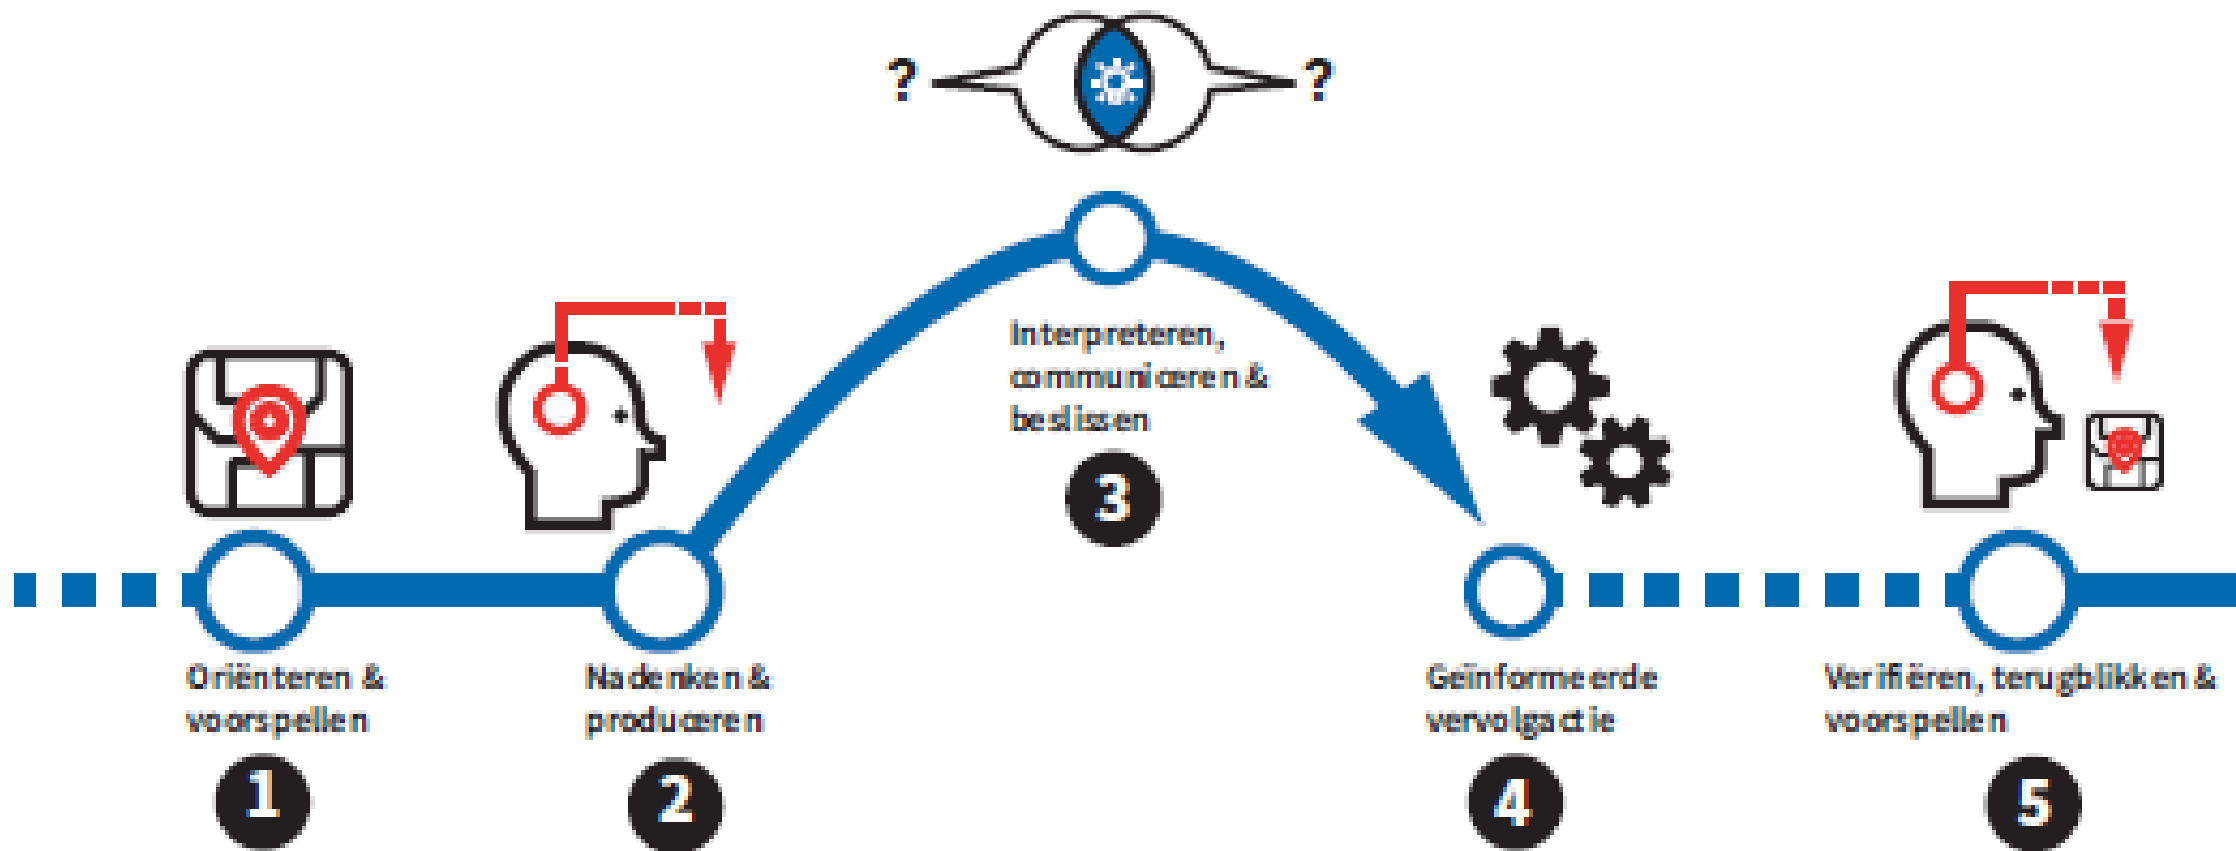 ? ?
Interpreteren,
communiceren &
beslissen
3
Oriënteren &
voorspellen
1
Nadenken &
produceren
2
Geïnformeerde
vervolgactie
4
Verifiëren, terugblikken &
voorspellen
5